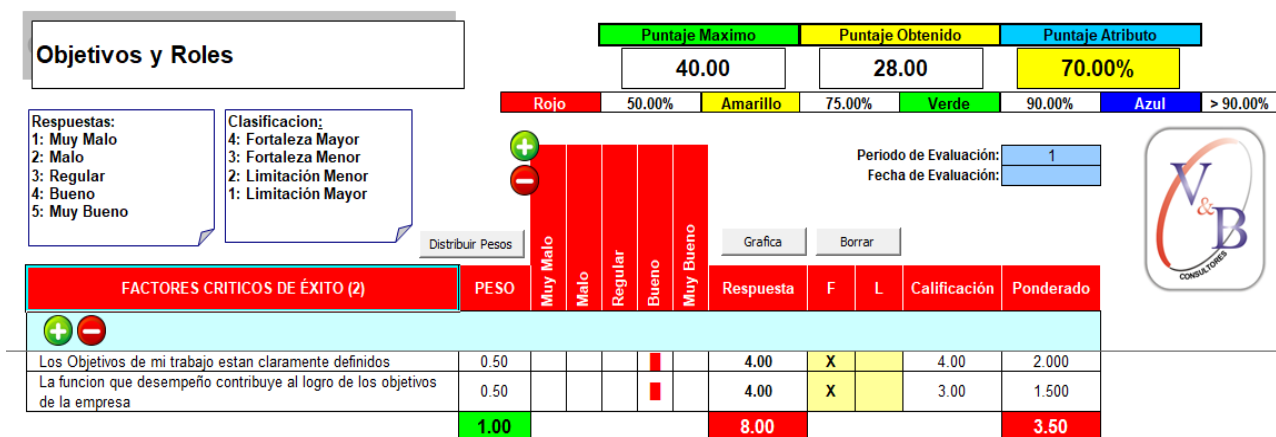 Objetivos y Roles
Puntaje Maximo Puntaje Obtenido Puntaje Atributo
40.00 28.00 70.00%
Rojo 50.00% Amarillo 75.00% Verde 90.00% Azul > 90.00%
Respuestas:
1: Muy Malo
2: Malo
3: Regular
4: Bueno
5: Muy Bueno
Clasificacion:
4: Fortaleza Mayor
3: Fortaleza Menor
2: Limitación Menor
1: Limitación Mayor
Periodo de Evaluación: 1
Fecha de Evaluación:
V&B
CONSULTORES
Distribuir Pesos
Grafica Borrar
FACTORES CRITICOS DE ÉXITO (2) PESO Muy Malo Malo Regular Bueno Muy Bueno Respuesta F L Calificación Ponderado
Los Objetivos de mi trabajo estan claramente definidos 0.50 4.00 X 4.00 2.000
La funcion que desempeño contribuye al logro de los objetivos
de la empresa 0.50 4.00 X 3.00 1.500
1.00 8.00 3.50